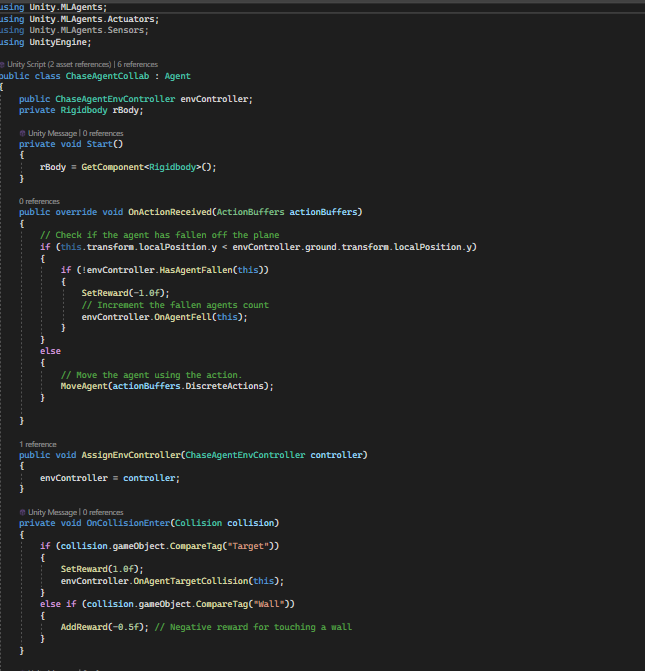 using Unity.MLAgents;
using Unity.MLAgents.Actuators;
using Unity.MLAgents.Sensors;
using UnityEngine;
Unity Script (2 asset references) | 6 references
public class ChaseAgentCollab : Agent
{
public ChaseAgentEnvController envController;
private Rigidbody rBody;
Unity Message | 0 references
private void Start()
{
rBody = GetComponent<Rigidbody>();
}
0 references
public override void OnActionReceived(ActionBuffers actionBuffers)
{
// Check if the agent has fallen off the plane
if (this.transform.localPosition.y < envController.ground.transform.localPosition.y)
{
if (!envController.HasAgentFallen(this))
{
SetReward(-1.0f);
// Increment the fallen agents count
envController.OnAgentFell(this);
}
}
else
{
// Move the agent using the action.
MoveAgent(actionBuffers.DiscreteActions);
}
}
1 reference
public void AssignEnvController(ChaseAgentEnvController controller)
{
envController = controller;
}
Unity Message | 0 references
private void OnCollisionEnter(Collision collision)
{
if (collision.gameObject.CompareTag("Target"))
{
SetReward(1.0f);
envController.OnAgentTargetCollision(this);
}
else if (collision.gameObject.CompareTag("Wall"))
{
AddReward(-0.5f); // Negative reward for touching a wall
}
}